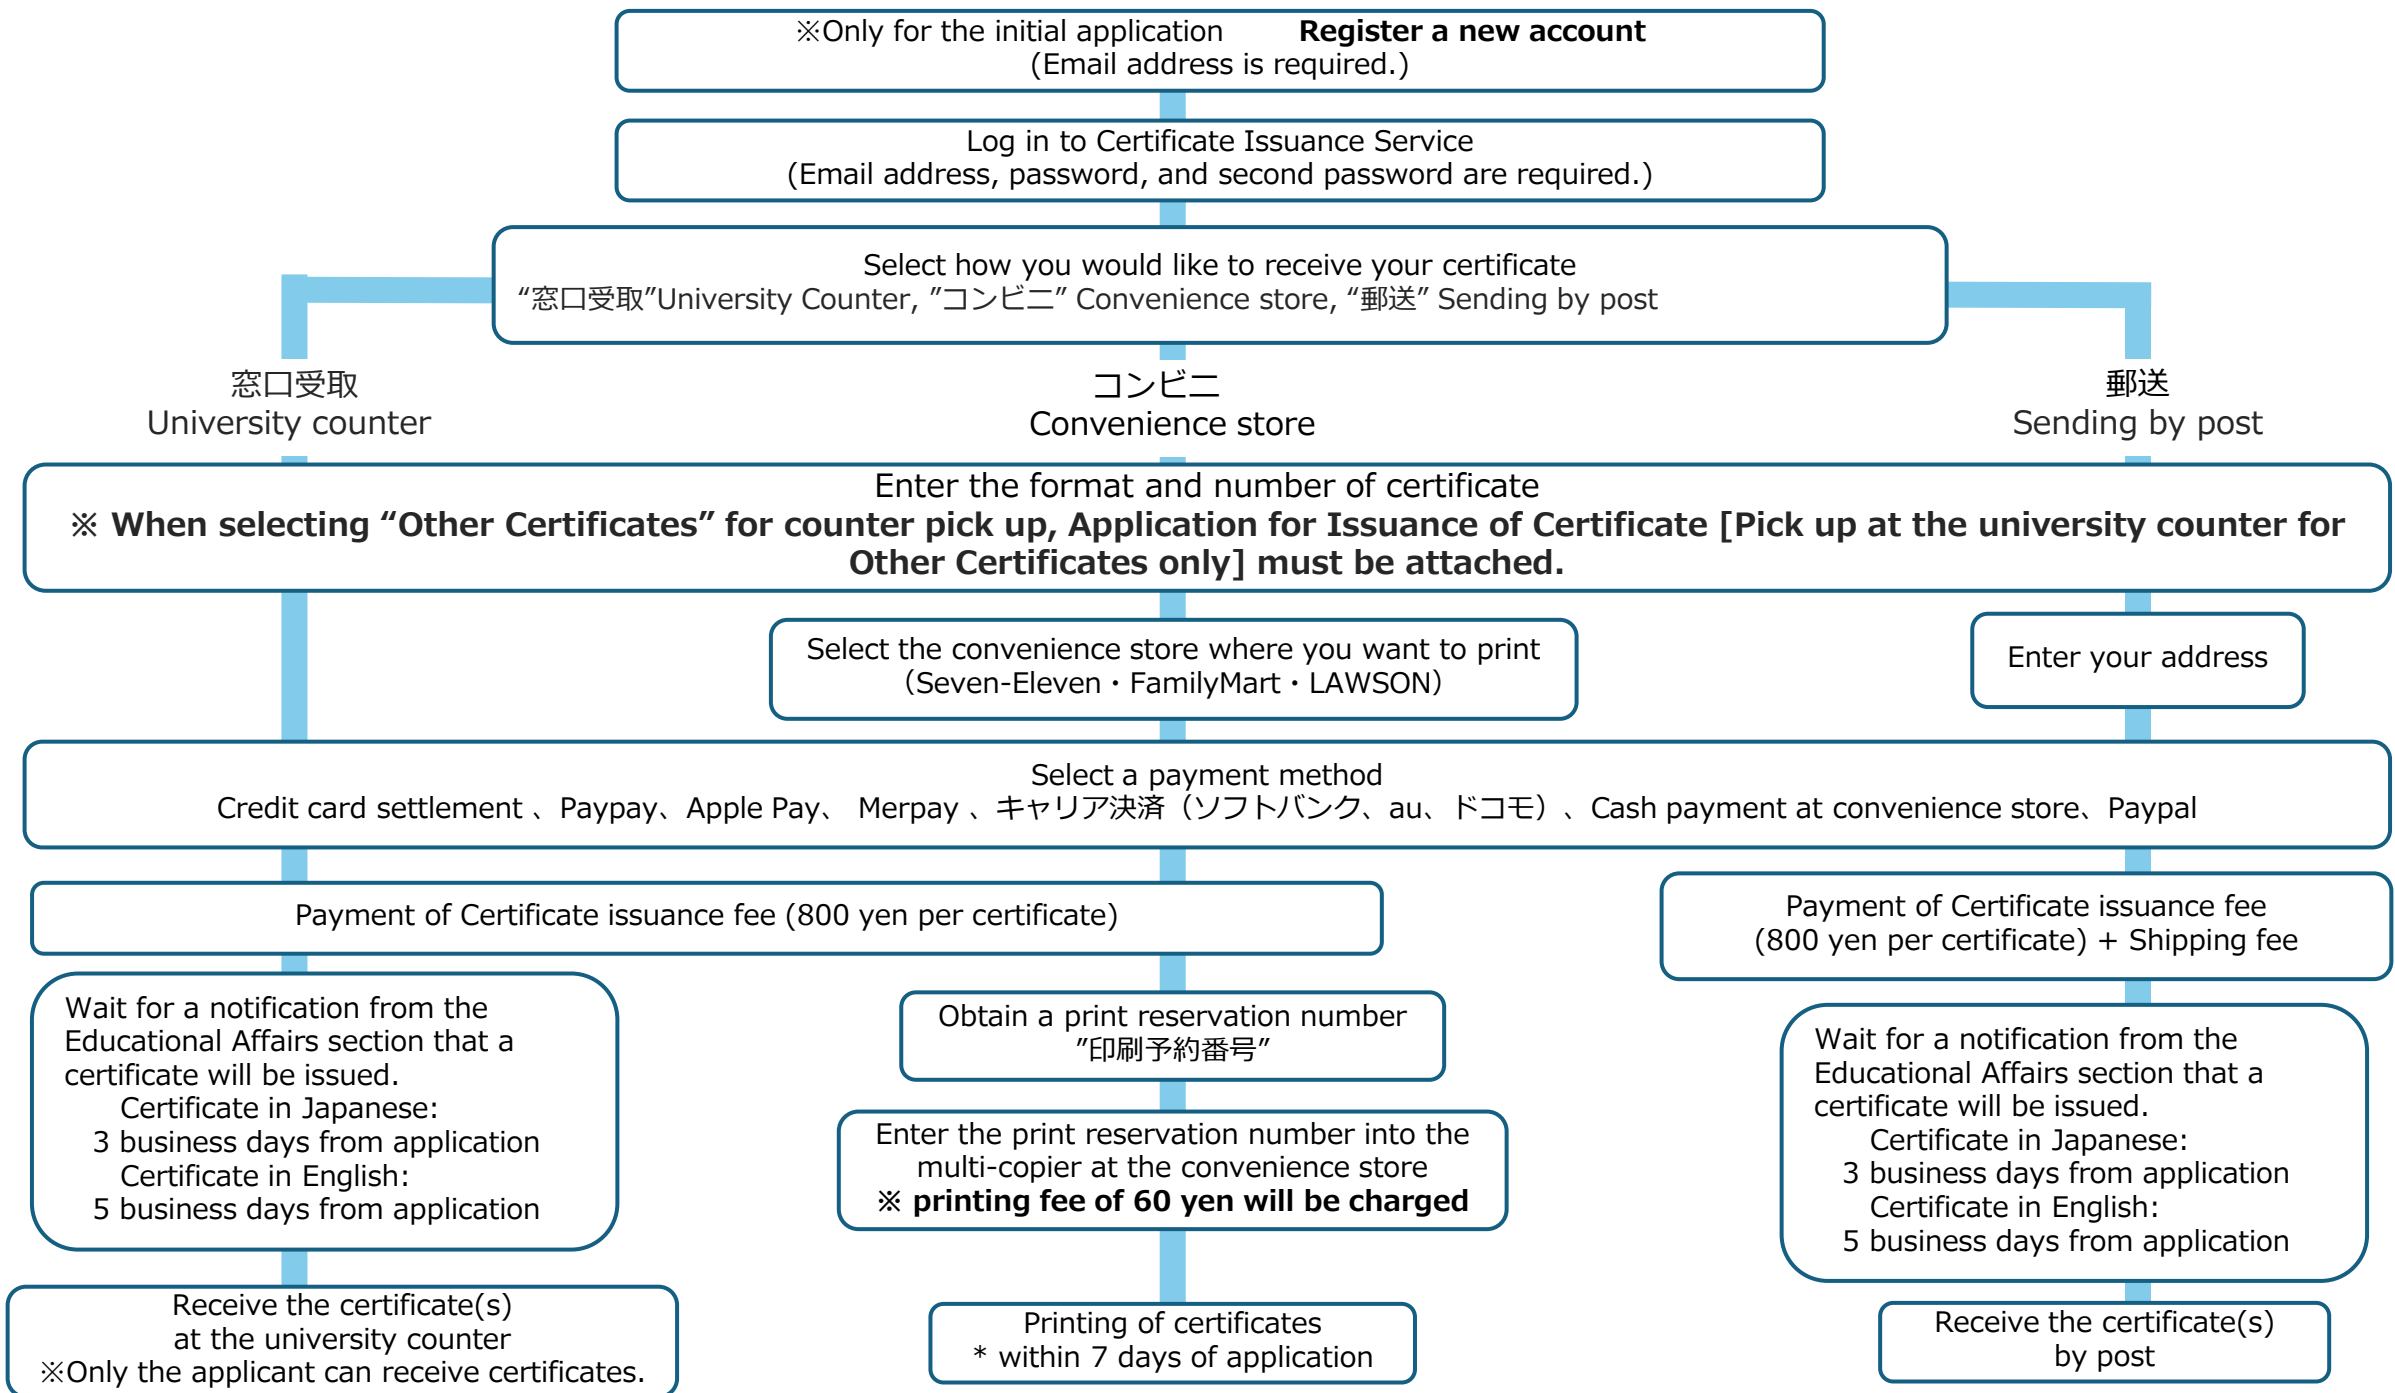 ※Only for the initial application Register a new account
(Email address is required.)
Log in to Certificate Issuance Service
(Email address, password, and second password are required.)
Select how you would like to receive your certificate
“窓口受取”University Counter, ”コンビニ” Convenience store, “郵送” Sending by post
窓口受取
University counter
コンビニ
Convenience store
郵送
Sending by post
Enter the format and number of certificate
※ When selecting “Other Certificates” for counter pick up, Application for Issuance of Certificate [Pick up at the university counter for
Other Certificates only] must be attached.
Select the convenience store where you want to print
（Seven-Eleven・FamilyMart・LAWSON）
Enter your address
Select a payment method
Credit card settlement 、Paypay、Apple Pay、 Merpay 、キャリア決済（ソフトバンク、au、ドコモ）、Cash payment at convenience store、Paypal
Payment of Certificate issuance fee (800 yen per certificate)
Payment of Certificate issuance fee
(800 yen per certificate) + Shipping fee
Wait for a notification from the
Educational Affairs section that a
certificate will be issued.
Certificate in Japanese:
3 business days from application
Certificate in English:
5 business days from application
Obtain a print reservation number
”印刷予約番号”
Enter the print reservation number into the
multi-copier at the convenience store
※ printing fee of 60 yen will be charged
Wait for a notification from the
Educational Affairs section that a
certificate will be issued.
Certificate in Japanese:
3 business days from application
Certificate in English:
5 business days from application
Receive the certificate(s)
at the university counter
※Only the applicant can receive certificates.
Printing of certificates
* within 7 days of application
Receive the certificate(s)
by post